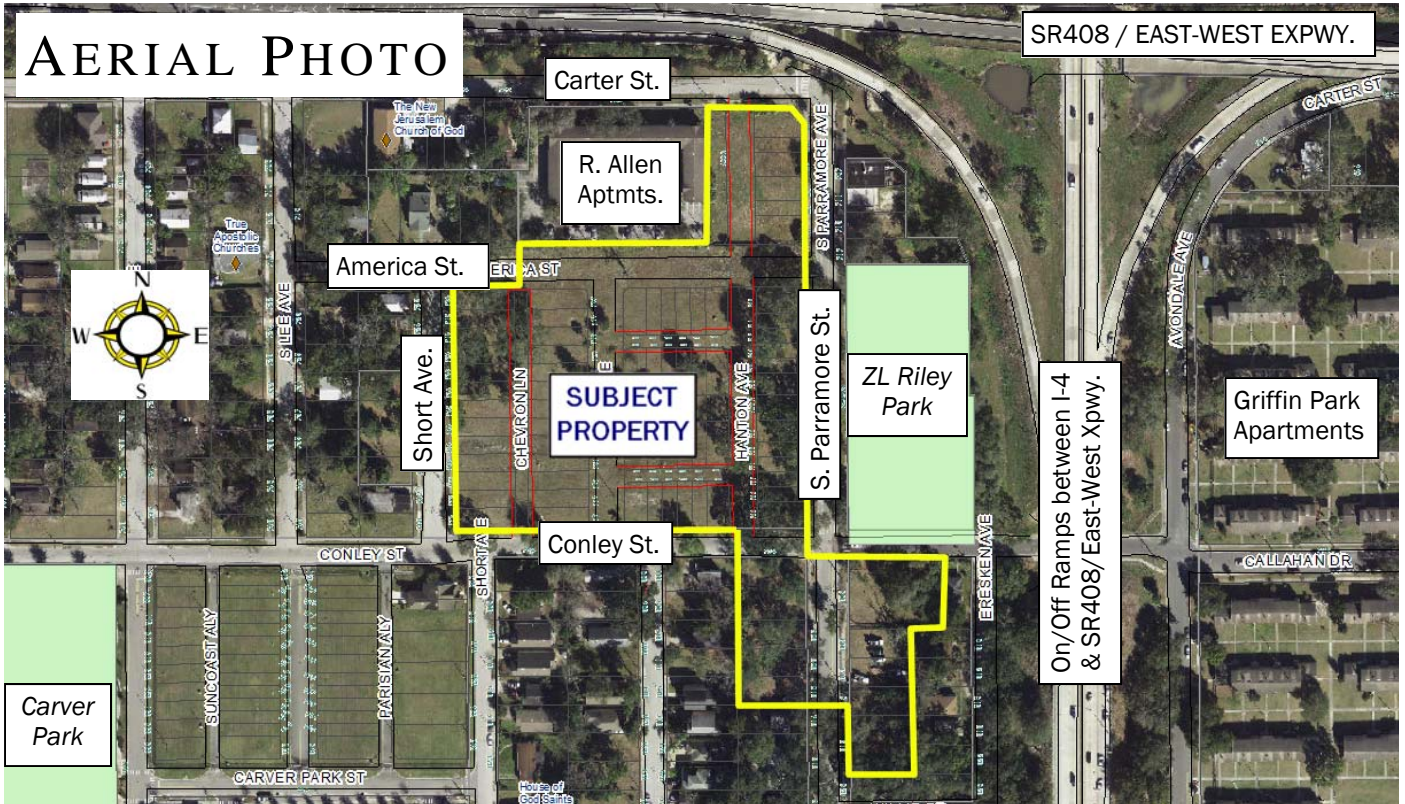 AERIAL PHOTO
SR408 / EAST-WEST EXPWY.
Carter St.
CARTER ST
The New
Jerusalem
Church of God
R. Allen
Aptmts.
S PARRAMORE AVE
True
Apostolic
Churches
America St.
ERICA ST
N
W
E
S
S LEE AVE
Short Ave.
CHEVRON LN
E
SUBJECT
PROPERTY
HANTON AVE
S. Parramore St.
ZL Riley
Park
AVONDALE AVE
On/Off Ramps between I-4
& SR408/East-West Xpwy.
Griffin Park
Apartments
CONLEY ST
Conley St.
SHORT A E
ERESKEN AVE
CALLAHAN DR
Carver
Park
SUNCOAST ALY
PARISIAN ALY
CARVER PARK ST
House of
God Saints